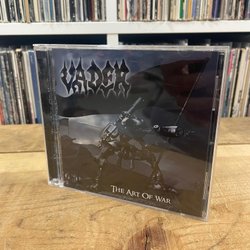 VADER
THE ART OF WAR